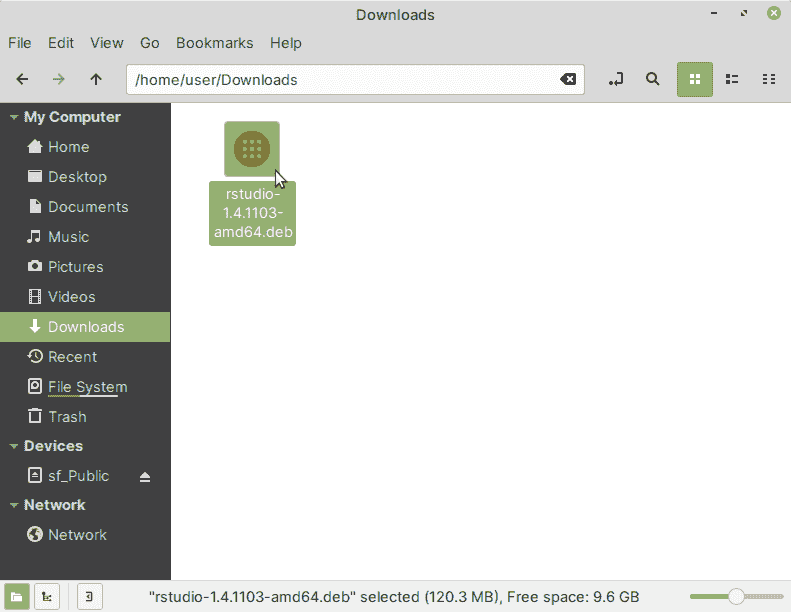 Downloads
File Edit View Go Bookmarks Help
/home/user/Downloads
My Computer
Home
Desktop
Documents
Music
Pictures
Videos
Downloads
Recent
File System
Trash
Devices
sf_Public
Network
Network
rstudio-
1.4.1103-
amd64.deb
"rstudio-1.4.1103-amd64.deb" selected (120.3 MB), Free space: 9.6 GB